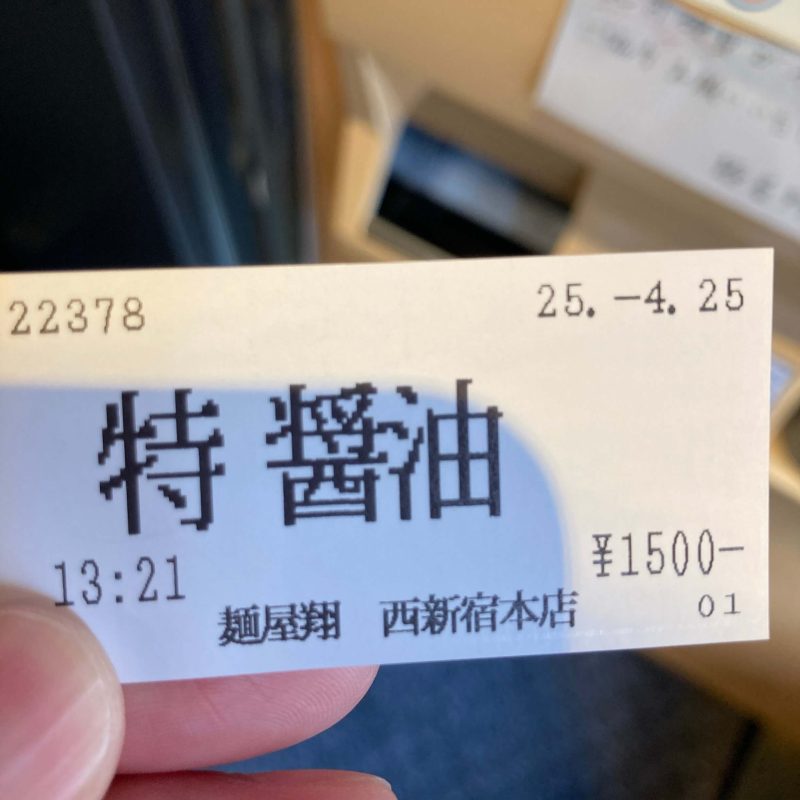 22378 25.-4.25
特 醤油
13:21 ¥1500-
麺屋翔 西新宿本店 01